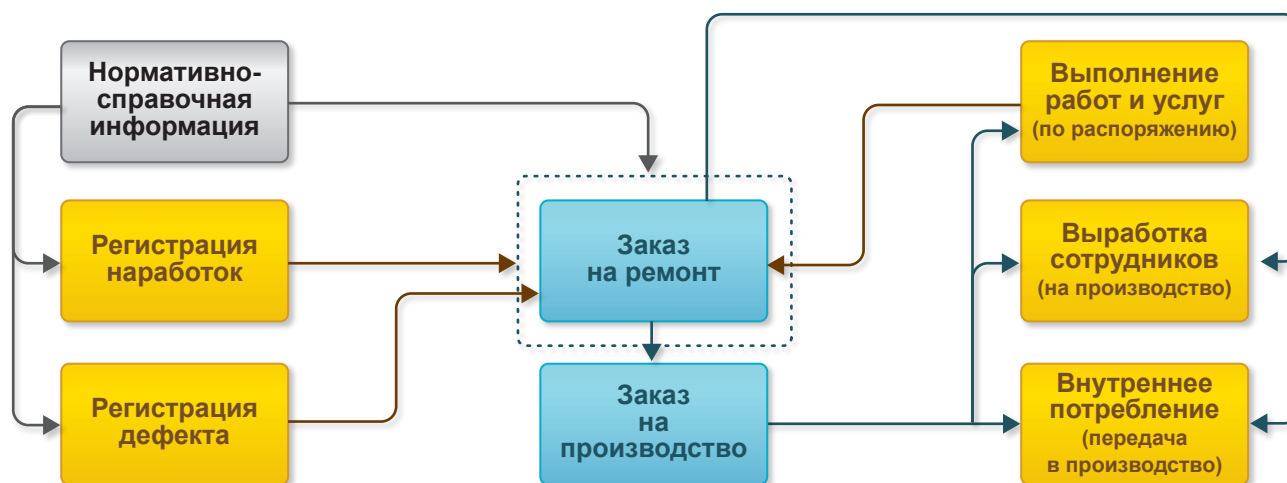 Нормативно-
справочная
информация
Регистрация
наработок
Регистрация
дефекта
Заказ
на ремонт
Заказ
на
производство
Выполнение
работ и услуг
(по распоряжению)
Выработка
сотрудников
(на производство)
Внутреннее
потребление
(передача
в производство)